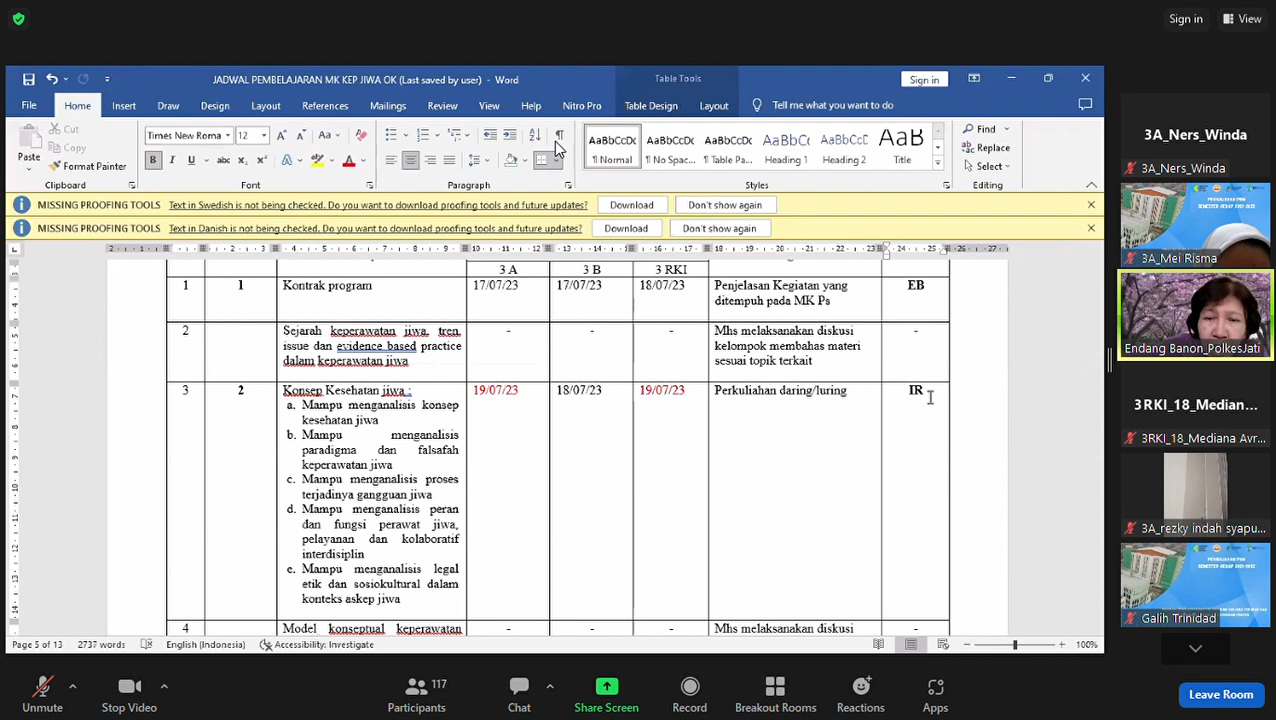 Sign in
View
JADWAL PEMBELAJARAN MK KEP JIWA OK (Last saved by user) - Word
Table Tools
Sign in
File Home Insert Draw Design Layout References Mailings Review View Help Nitro Pro Table Design Layout Tell me what you want to do
Paste
Cut
Copy
Format Painter
Clipboard
Times New Roma 12
Font
Paragraph
AaBbCcDc AaBbCcDc AaBbCcDc AaBbCcD AaBbCcDc AaB
¶ Normal ¶ No Spac... ¶ Table Pa... Heading 1 Heading 2 Title
Styles
Find
Replace
Select
Editing
MISSING PROOFING TOOLS Text in Swedish is not being checked. Do you want to download proofing tools and future updates? Download Don't show again
MISSING PROOFING TOOLS Text in Danish is not being checked. Do you want to download proofing tools and future updates? Download Don't show again
3 A 3 B 3 RKI
1 1 Kontrak program 17/07/23 17/07/23 18/07/23 Penjelasan Kegiatan yang EB
ditempuh pada MK Ps
2 Sejarah keperawatan jiwa, tren, - - - Mhs melaksanakan diskusi -
issue dan evidence based practice kelompok membahas materi
dalam keperawatan jiwa sesuai topik terkait
3 2 Konsep Kesehatan jiwa : 19/07/23 18/07/23 19/07/23 Perkuliahan daring/luring IR
a. Mampu menganalisis konsep
kesehatan jiwa
b. Mampu menganalisis
paradigma dan falsafah
keperawatan jiwa
c. Mampu menganalisis proses
terjadinya gangguan jiwa
d. Mampu menganalisis peran
dan fungsi perawat jiwa,
pelayanan dan kolaboratif
interdisiplin
e. Mampu menganalisis legal
etik dan sosiokultural dalam
konteks askep jiwa
4 Model konseptual keperawatan - - - Mhs melaksanakan diskusi -
Page 5 of 13 2737 words English (Indonesia) Accessibility: Investigate 100%
3A_Ners_Winda
3A_Ners_Winda
3A_Mei Risma
Endang Banon_PolkesJati
3RKI_18_Median...
3RKI_18_Mediana Avr...
3A_rezky indah syapu...
Galih Trinidad
Unmute
Stop Video
117
Participants
Chat
Share Screen
Record
Breakout Rooms
Reactions
Apps
Leave Room